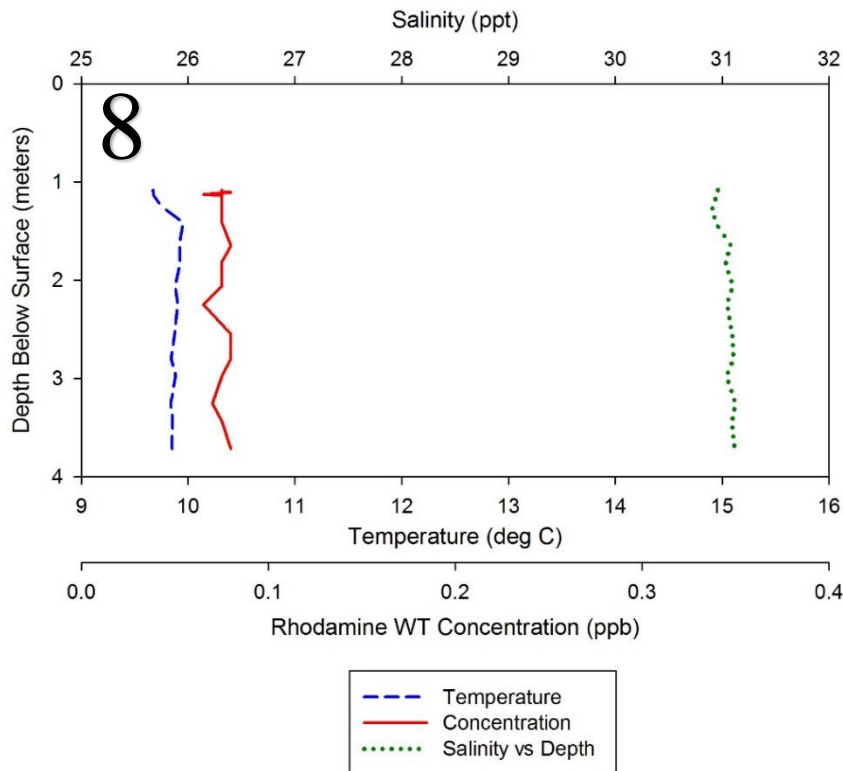 Salinity (ppt)
25 26 27 28 29 30 31 32
8
Depth Below Surface (meters)
0
1
2
3
4
9 10 11 12 13 14 15 16
Temperature (deg C)
0.0 0.1 0.2 0.3 0.4
Rhodamine WT Concentration (ppb)
Temperature
Concentration
Salinity vs Depth